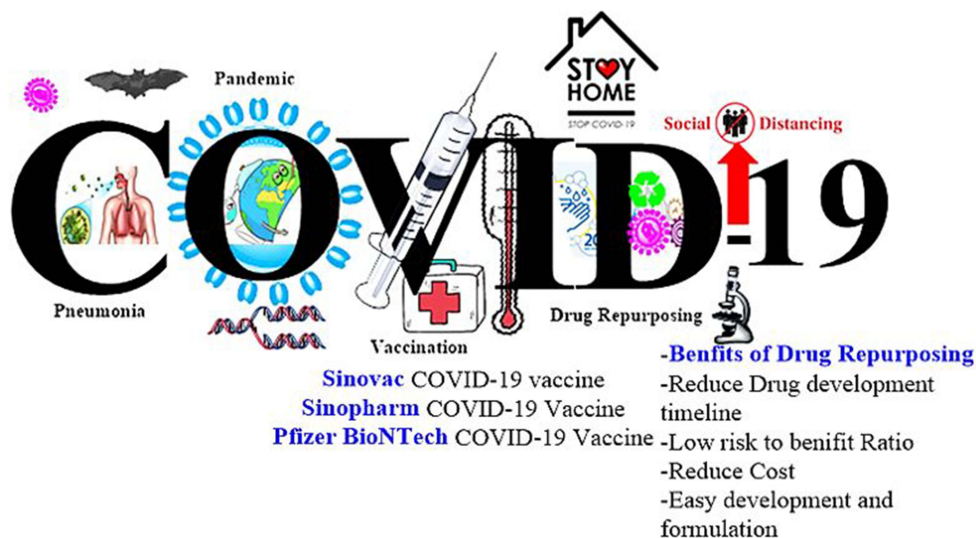 Pandemic
STAY
HOME
STOP COVID-19
Social Distancing
COVID-19
20
Pneumonia
Drug Repurposing
Vaccination
Sinovac COVID-19 vaccine
Sinopharm COVID-19 Vaccine
Pfizer BioNTech COVID-19 Vaccine
-Benfits of Drug Repurposing
-Reduce Drug development
timeline
-Low risk to benifit Ratio
-Reduce Cost
-Easy development and
formulation